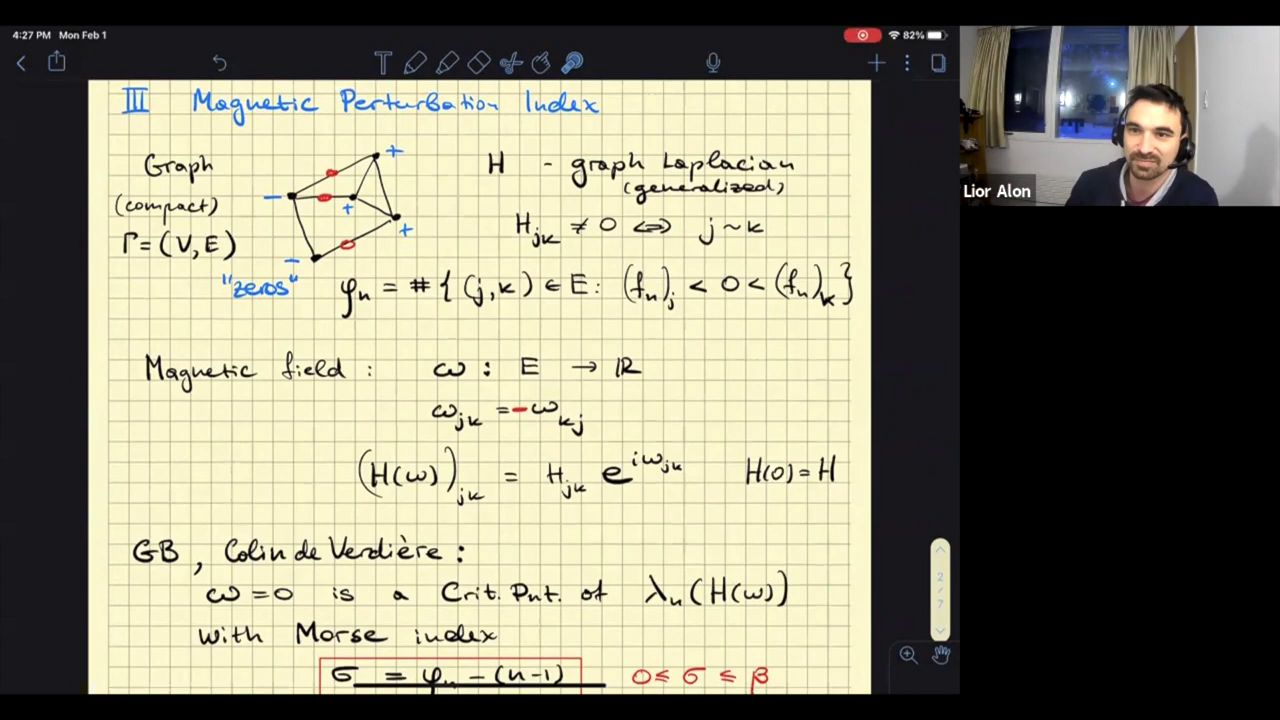 4:27 PM Mon Feb 1
82%
III Magnetic Perturbation Index
Graph
(compact)
Γ=(V,E)
+
−
+
+
−
"zeros"
H - graph Laplacian
(generalized)
H_jk ≠ 0 ⇔ j ~ k
φ_n = # { (j,k) ∈ E : (f_n)_j < 0 < (f_n)_k }
Magnetic field : ω : E → ℝ
ω_jk = -ω_kj
(H(ω))_jk = H_jk e^{iω_jk} H(0) = H
GB, Colin de Verdière :
ω = 0 is a Crit. Pnt. of λ_n(H(ω))
with Morse index
σ = φ_n - (n-1) 0 ≤ σ ≤ β
2/7
Lior Alon